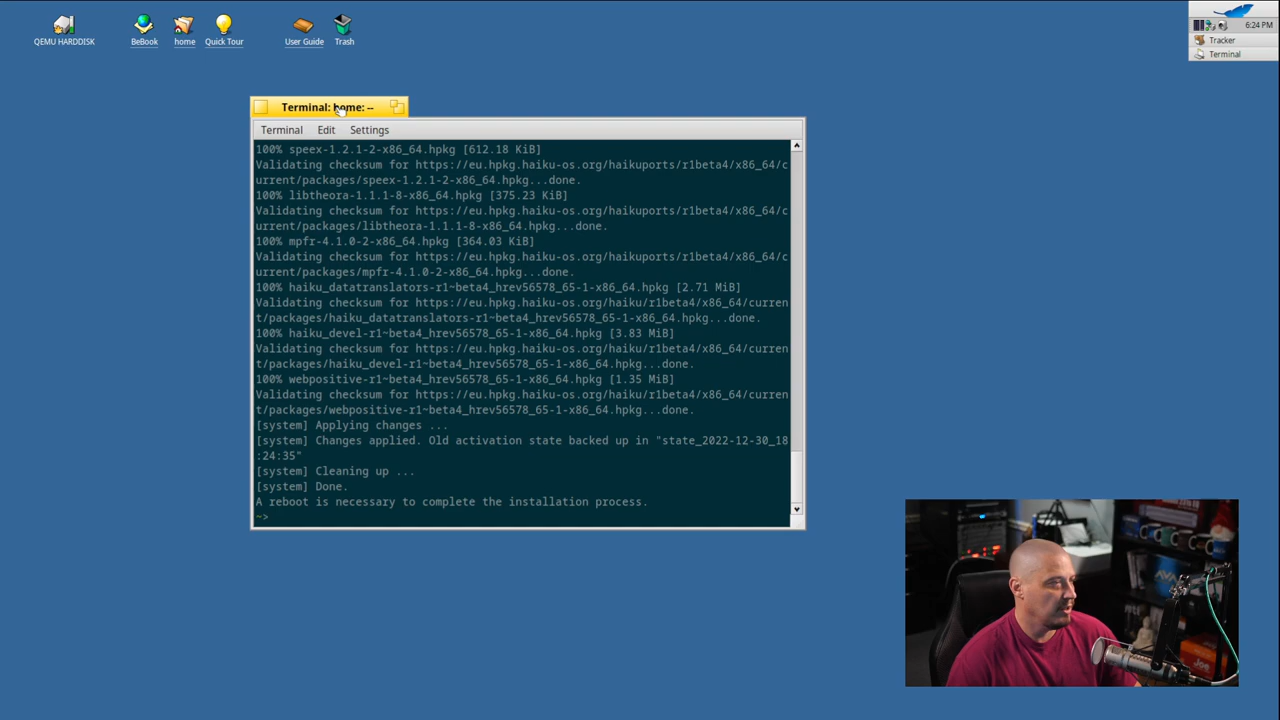 QEMU HARDDISK
BeBook
home
Quick Tour
User Guide
Trash
6:24 PM
Tracker
Terminal
Terminal: home: --
Terminal Edit Settings
100% speex-1.2.1-2-x86_64.hpkg [612.18 KiB]
Validating checksum for https://eu.hpkg.haiku-os.org/haikuports/r1beta4/x86_64/c
urrent/packages/speex-1.2.1-2-x86_64.hpkg...done.
100% libtheora-1.1.1-8-x86_64.hpkg [375.23 KiB]
Validating checksum for https://eu.hpkg.haiku-os.org/haikuports/r1beta4/x86_64/c
urrent/packages/libtheora-1.1.1-8-x86_64.hpkg...done.
100% mpfr-4.1.0-2-x86_64.hpkg [364.03 KiB]
Validating checksum for https://eu.hpkg.haiku-os.org/haikuports/r1beta4/x86_64/c
urrent/packages/mpfr-4.1.0-2-x86_64.hpkg...done.
100% haiku_datatranslators-r1~beta4_hrev56578_65-1-x86_64.hpkg [2.71 MiB]
Validating checksum for https://eu.hpkg.haiku-os.org/haiku/r1beta4/x86_64/curren
t/packages/haiku_datatranslators-r1~beta4_hrev56578_65-1-x86_64.hpkg...done.
100% haiku_devel-r1~beta4_hrev56578_65-1-x86_64.hpkg [3.83 MiB]
Validating checksum for https://eu.hpkg.haiku-os.org/haiku/r1beta4/x86_64/curren
t/packages/haiku_devel-r1~beta4_hrev56578_65-1-x86_64.hpkg...done.
100% webpositive-r1~beta4_hrev56578_65-1-x86_64.hpkg [1.35 MiB]
Validating checksum for https://eu.hpkg.haiku-os.org/haiku/r1beta4/x86_64/curren
t/packages/webpositive-r1~beta4_hrev56578_65-1-x86_64.hpkg...done.
[system] Applying changes ...
[system] Changes applied. Old activation state backed up in "state_2022-12-30_18
:24:35"
[system] Cleaning up ...
[system] Done.
A reboot is necessary to complete the installation process.
~>
AVA
Joe